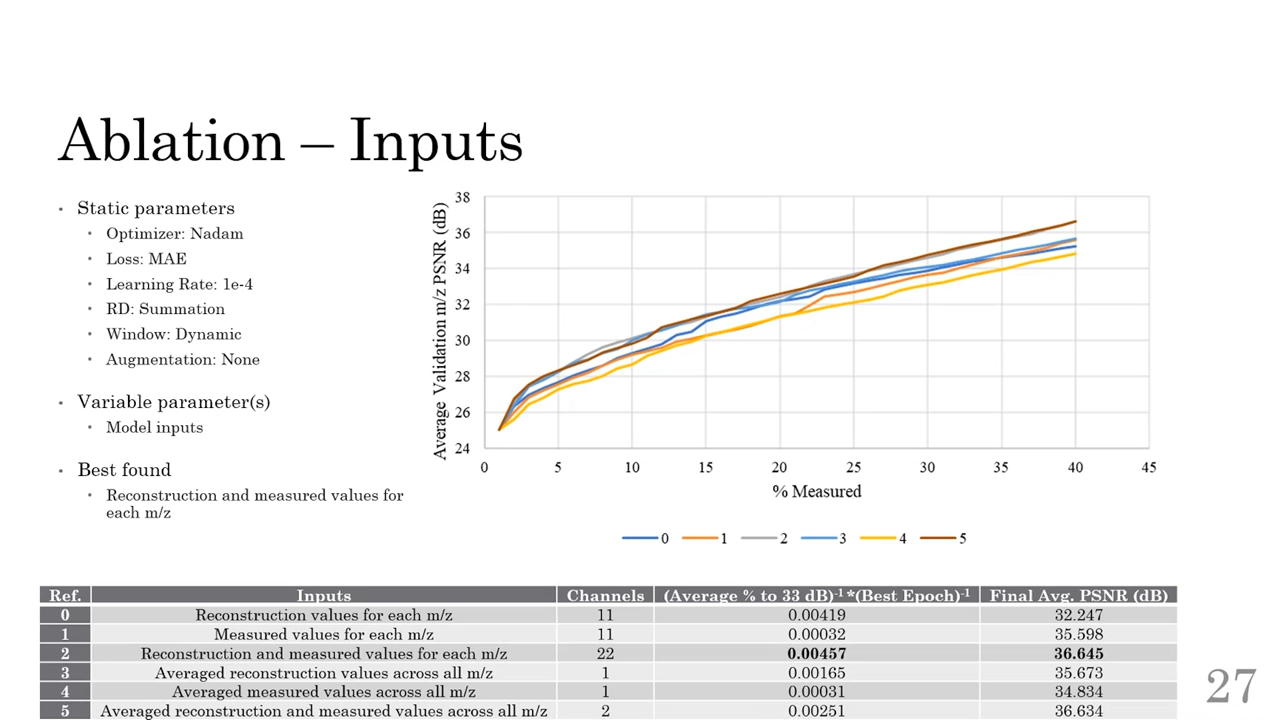 Ablation – Inputs
• Static parameters
• Optimizer: Nadam
• Loss: MAE
• Learning Rate: 1e-4
• RD: Summation
• Window: Dynamic
• Augmentation: None
• Variable parameter(s)
• Model inputs
• Best found
• Reconstruction and measured values for
each m/z
Average Validation m/z PSNR (dB)
38
36
34
32
30
28
26
24
0 5 10 15 20 25 30 35 40 45
% Measured
0 1 2 3 4 5
Ref. Inputs Channels (Average % to 33 dB)⁻¹*(Best Epoch)⁻¹ Final Avg. PSNR (dB)
0 Reconstruction values for each m/z 11 0.00419 32.247
1 Measured values for each m/z 11 0.00032 35.598
2 Reconstruction and measured values for each m/z 22 0.00457 36.645
3 Averaged reconstruction values across all m/z 1 0.00165 35.673
4 Averaged measured values across all m/z 1 0.00031 34.834
5 Averaged reconstruction and measured values across all m/z 2 0.00251 36.634
27